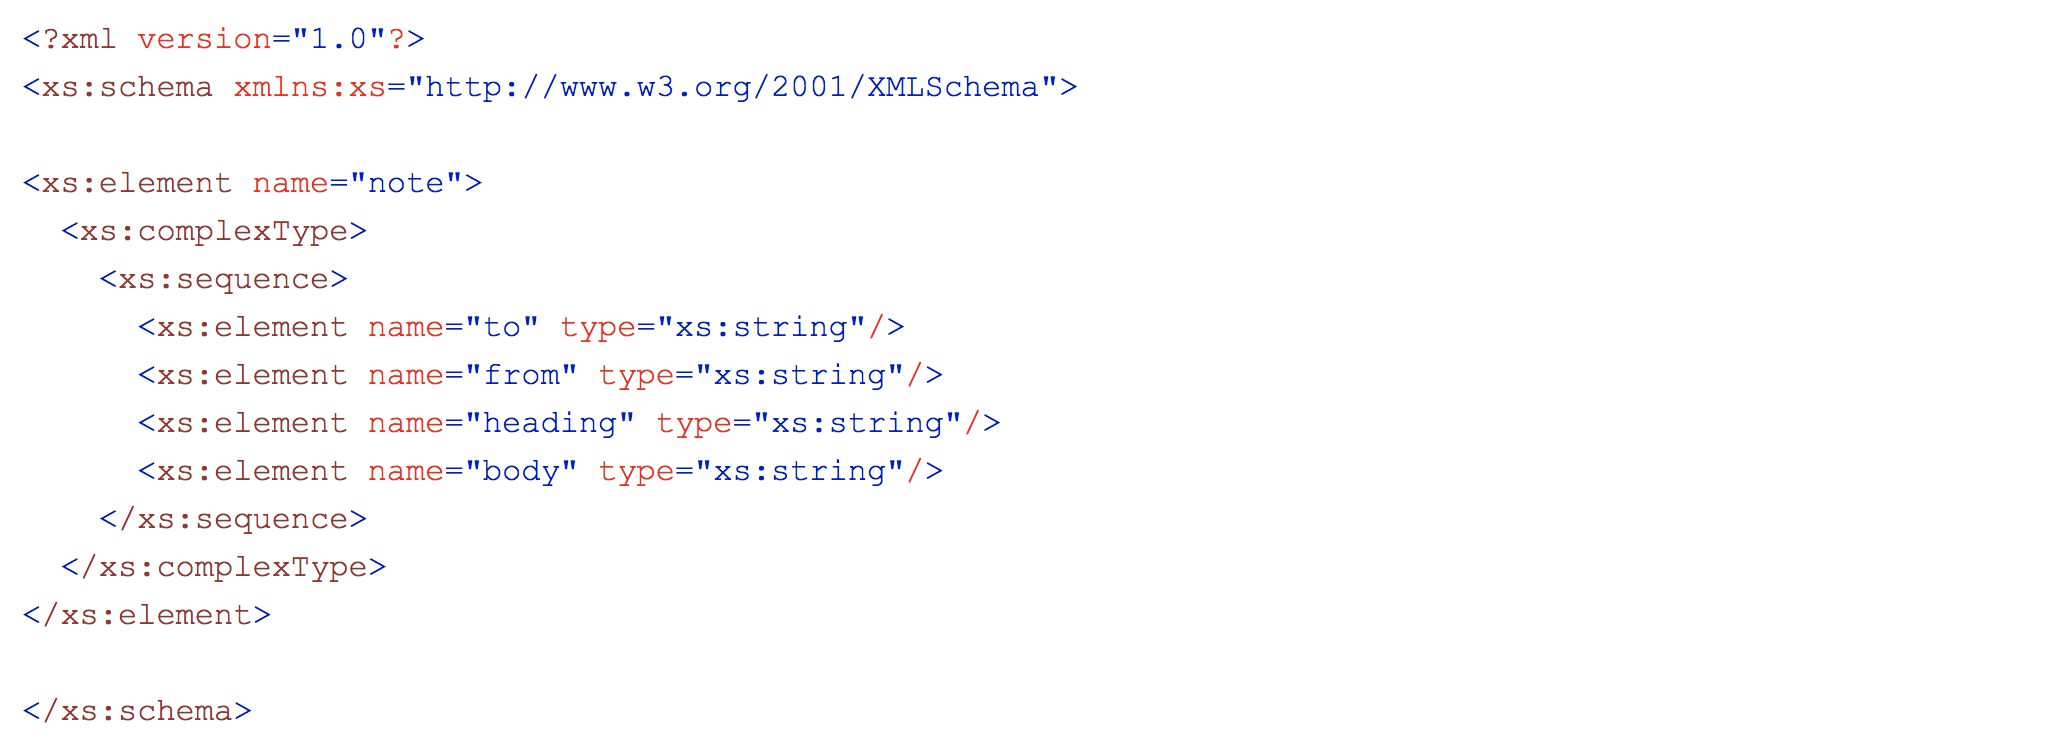 <?xml version="1.0"?>
<xs:schema xmlns:xs="http://www.w3.org/2001/XMLSchema">

<xs:element name="note">
  <xs:complexType>
    <xs:sequence>
      <xs:element name="to" type="xs:string"/>
      <xs:element name="from" type="xs:string"/>
      <xs:element name="heading" type="xs:string"/>
      <xs:element name="body" type="xs:string"/>
    </xs:sequence>
  </xs:complexType>
</xs:element>

</xs:schema>